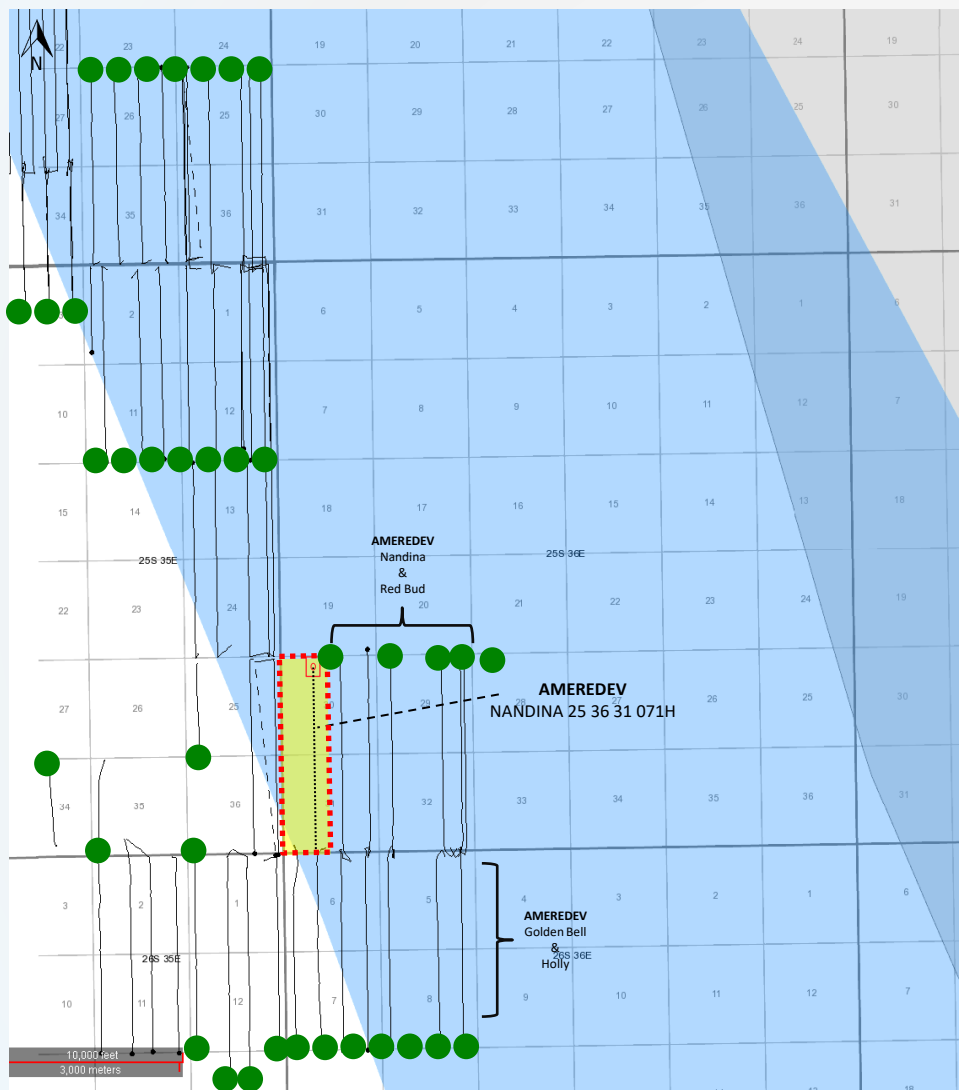 22 23 24 19 20 21 22 23 24 19
N
27 26 25 30 29 28 27 26 25 30
34 35 36 31 32 33 34 35 36 31
2 1 6 5 4 3 2 1 6
10 11 12 7 8 9 10 11 12 7
15 14 13 18 17 16 15 14 13 18
AMEREDEV
Nandina
&
Red Bud
25S 35E 25S 36E
22 23 24 19 20 21 22 23 24 19
27 26 25 29 28 27 26 25 30
AMEREDEV
NANDINA 25 36 31 071H
34 35 36 32 33 34 35 36 31
3 2 1 6 5 4 3 2 1 6
AMEREDEV
Golden Bell
&
Holly
26S 35E 26S 36E
10 11 12 7 8 9 10 11 12 7
10,000 feet
3,000 meters